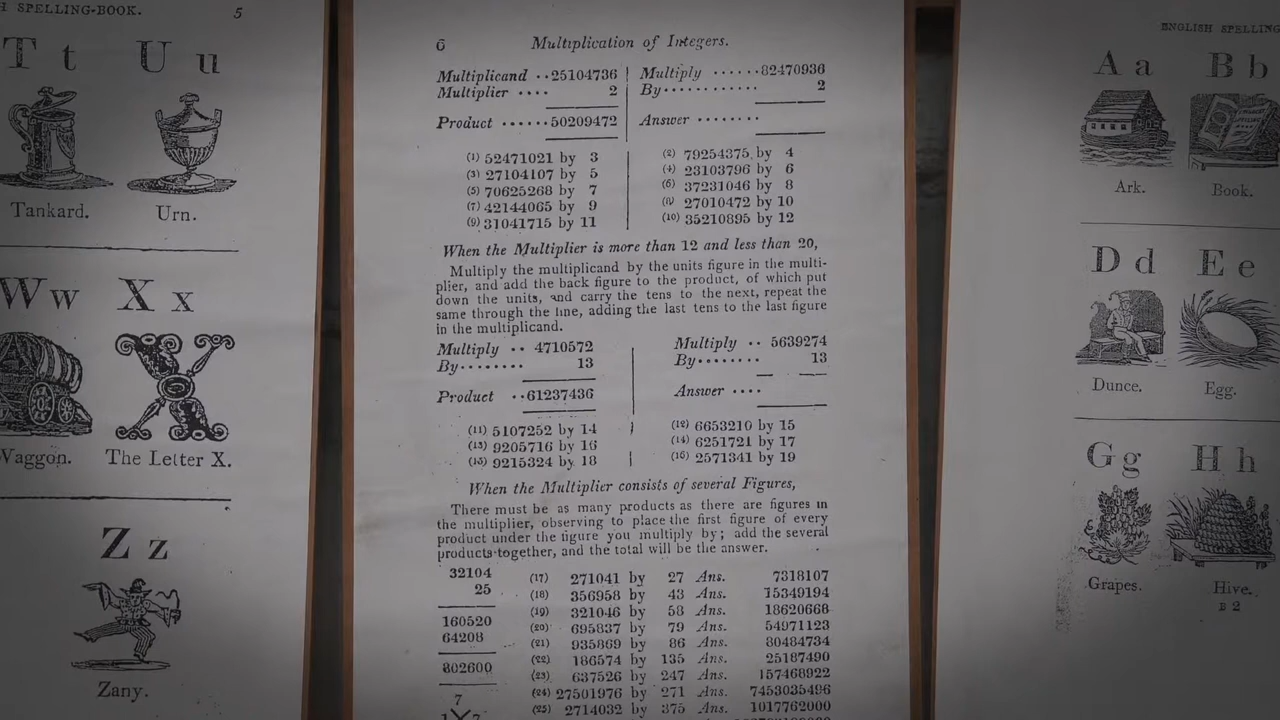 H SPELLING-BOOK. 5
T t U u
Tankard. Urn.
W w X x
Waggon. The Letter X.
Z z
Zany.
6 Multiplication of Integers.
Multiplicand ··25104736
Multiplier ···· 2
Product ······50209472
Multiply ······82470936
By············ 2
Answer ········
(1) 52471021 by 3
(3) 27104107 by 5
(5) 70625268 by 7
(7) 42144065 by 9
(9) 31041715 by 11
(2) 79254375 by 4
(4) 23103796 by 6
(6) 37231046 by 8
27010472 by 10
(10) 35210895 by 12
When the Multiplier is more than 12 and less than 20,
Multiply the multiplicand by the units figure in the multi-
plier, and add the back figure to the product, of which put
down the units, and carry the tens to the next, repeat the
same through the line, adding the last tens to the last figure
in the multiplicand.
Multiply ·· 4710572
By········ 13
Product ··61237436
Multiply ·· 5639274
By········ 13
Answer ····
(11) 5107252 by 14
(13) 9205716 by 16
(15) 9215324 by 18
(12) 6653210 by 15
(14) 6251721 by 17
(16) 2571341 by 19
When the Multiplier consists of several Figures,
There must be as many products as there are figures in
the multiplier, observing to place the first figure of every
product under the figure you multiply by; add the several
products together, and the total will be the answer.
32104
25
160520
64208
802600
7
(17) 271041 by 27 Ans. 7318107
(18) 356958 by 43 Ans. 15349194
(19) 321046 by 58 Ans. 18620668
(20) 695837 by 79 Ans. 54971123
(21) 935869 by 86 Ans. 80484734
(22) 186574 by 135 Ans. 25187490
(23) 637526 by 247 Ans. 157468922
(24) 27501976 by 271 Ans. 7453035496
(25) 2714032 by 375 Ans. 1017762000
ENGLISH SPELLING
A a B b
Ark. Book.
D d E e
Dunce. Egg.
G g H h
Grapes. Hive.
B 2